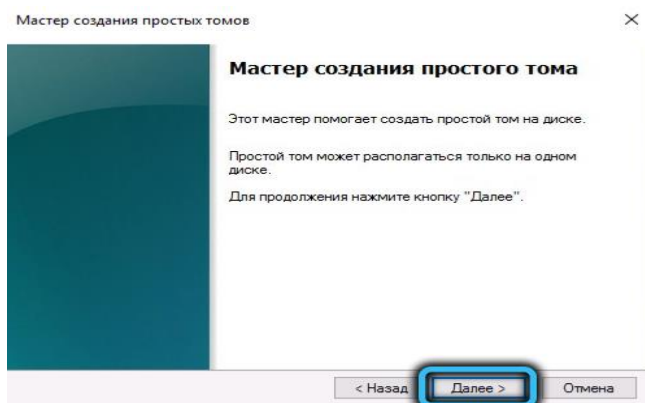 Мастер создания простых томов
Мастер создания простого тома
Этот мастер помогает создать простой том на диске.
Простой том может располагаться только на одном
диске.
Для продолжения нажмите кнопку "Далее".
< Назад Далее > Отмена